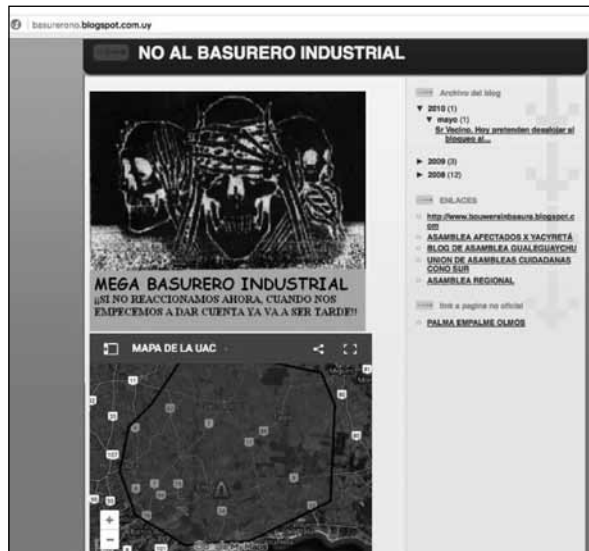 basurerono.blogspot.com.uy
NO AL BASURERO INDUSTRIAL
MEGA BASURERO INDUSTRIAL
¡¡SI NO REACCIONAMOS AHORA, CUANDO NOS
EMPECEMOS A DAR CUENTA YA VA A SER TARDE!!
MAPA DE LA UAC
Archivo del blog
▼ 2010 (1)
▼ mayo (1)
Sr Vecino. Hoy pretenden desalojar el
bloqueo al...
► 2009 (3)
► 2008 (12)
ENLACES
http://www.bouwersinbasura.blogspot.c
om
ASAMBLEA AFECTADOS X YACYRETÁ
BLOG DE ASAMBLEA GUALEGUAYCHU
UNION DE ASAMBLEAS CIUDADANAS
CONO SUR
ASAMBLEA REGIONAL
link a pagina no oficial
PALMA EMPALME OLMOS